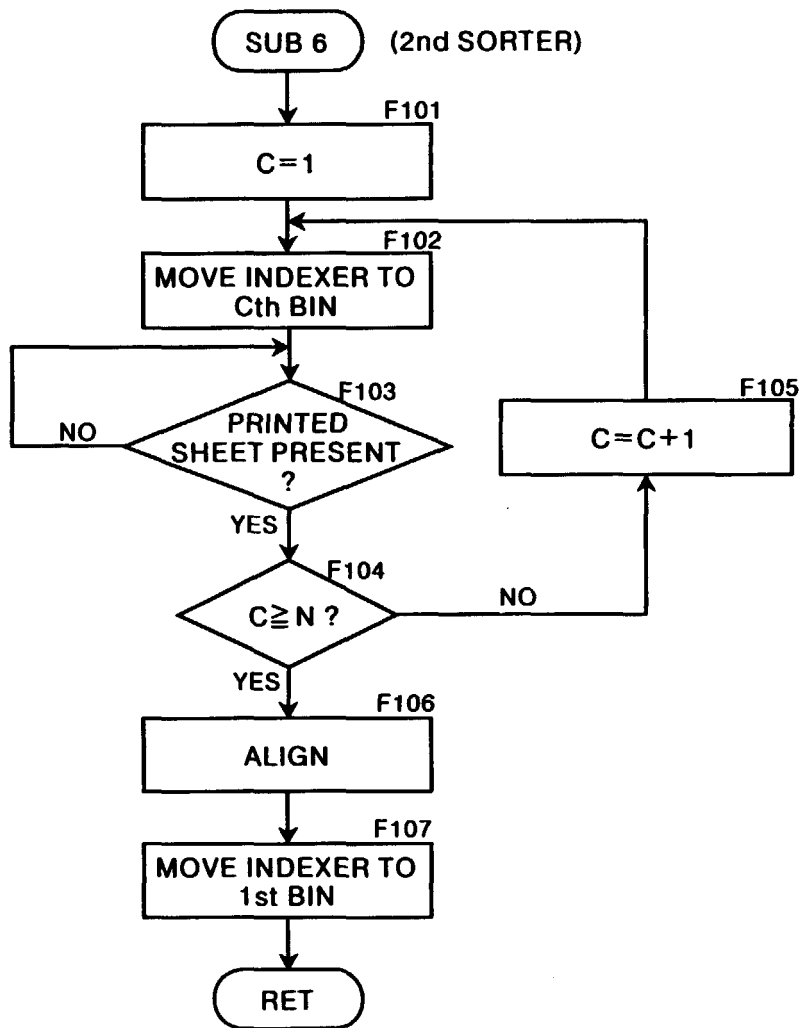 SUB 6 (2nd SORTER)
F101
C=1
F102
MOVE INDEXER TO
Cth BIN
F103
PRINTED
SHEET PRESENT
?
NO
YES
F105
C=C+1
F104
C≧N ?
NO
YES
F106
ALIGN
F107
MOVE INDEXER TO
1st BIN
RET